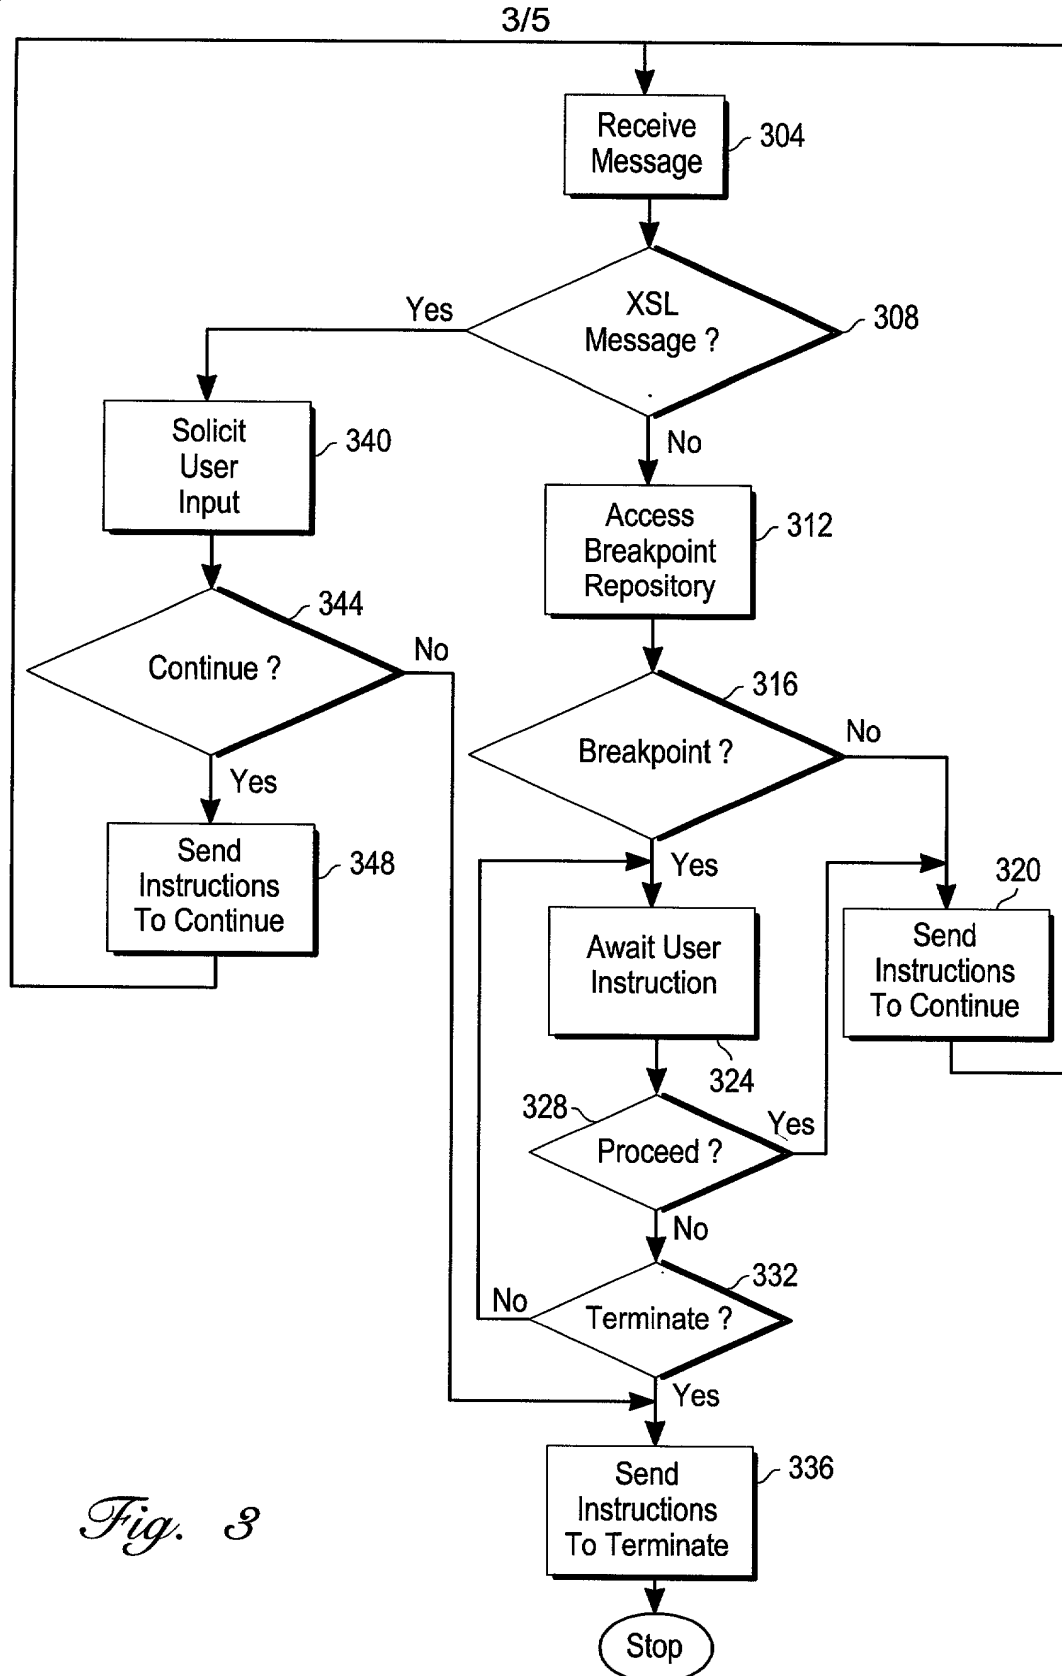 3/5
Receive
Message
304
XSL
Message ?
308
Yes
No
Solicit
User
Input
340
Access
Breakpoint
Repository
312
Continue ?
344
No
Yes
Breakpoint ?
316
No
Yes
Send
Instructions
To Continue
348
Await User
Instruction
324
Send
Instructions
To Continue
320
328
Proceed ?
Yes
No
Terminate ?
332
No
Yes
Send
Instructions
To Terminate
336
Stop
Fig. 3